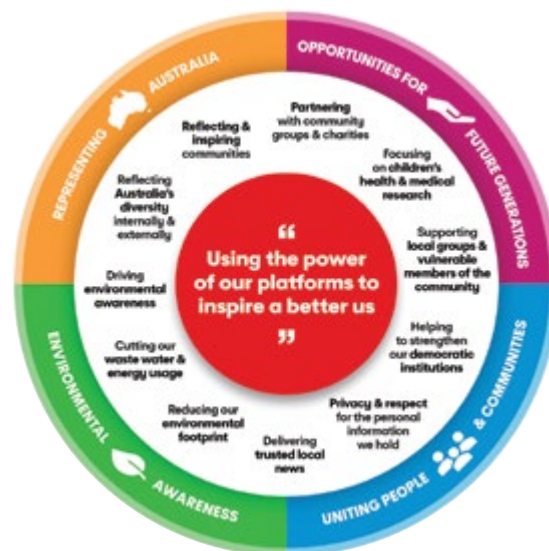 REPRESENTING AUSTRALIA
OPPORTUNITIES FOR FUTURE GENERATIONS
Partnering
with community
groups & charities
Focusing
on children's
health & medical
research
Supporting
local groups &
vulnerable
members of the
community
Helping
to strengthen
our democratic
institutions
Privacy & respect
for the personal
information
we hold
Delivering
trusted local
news
Reducing our
environmental
footprint
Cutting our
waste water &
energy usage
Driving
environmental
awareness
Reflecting
Australia's
diversity
internally &
externally
Reflecting &
inspiring
communities
“
Using the power
of our platforms to
inspire a better us
”
ENVIRONMENTAL AWARENESS
UNITING PEOPLE & COMMUNITIES